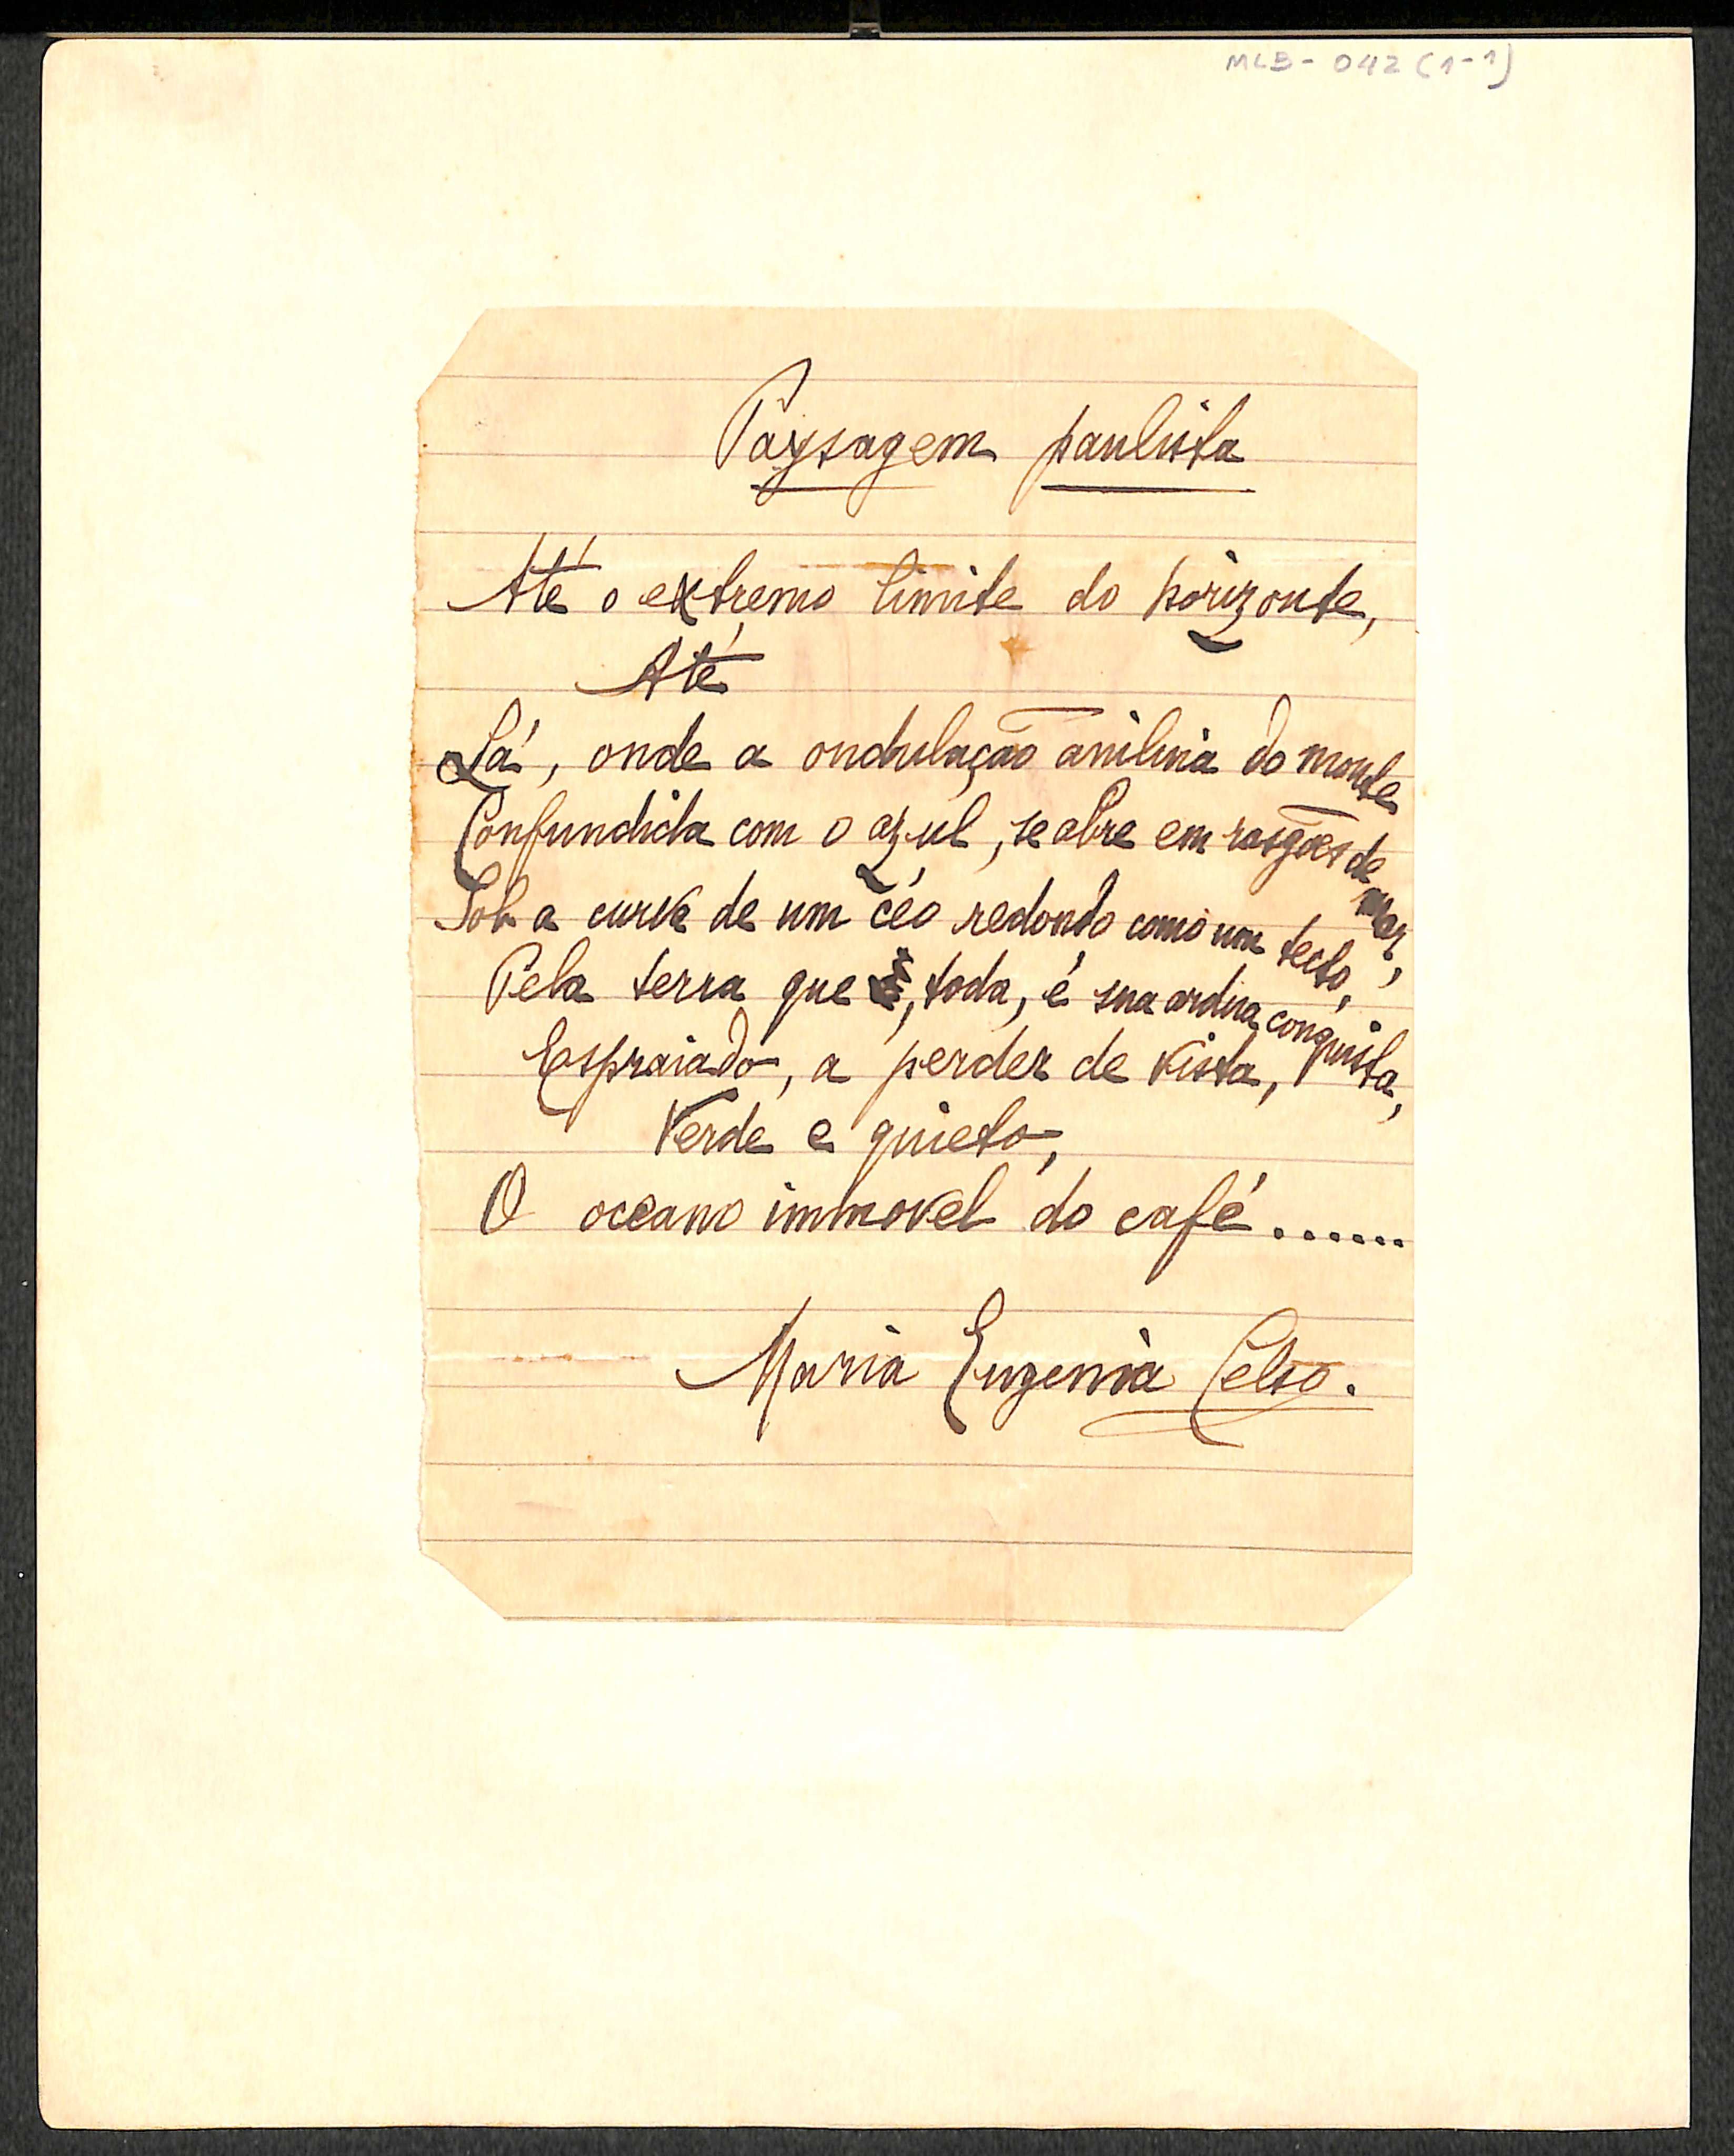 MLB - 042 (1-1)
Paysagem paulista
Até o extremo limite do horizonte,
Até
Lá, onde a ondulação anilina do monte
Confundida com o azul, se abre em rasgões de mar,
Sob a curva de um céo redondo como um tecto,
Pela terra que, toda, é sua ardua conquista,
Espraiado, a perder de vista,
Verde e quieto,
O oceano immovel do café......
Maria Eugenia Celso.